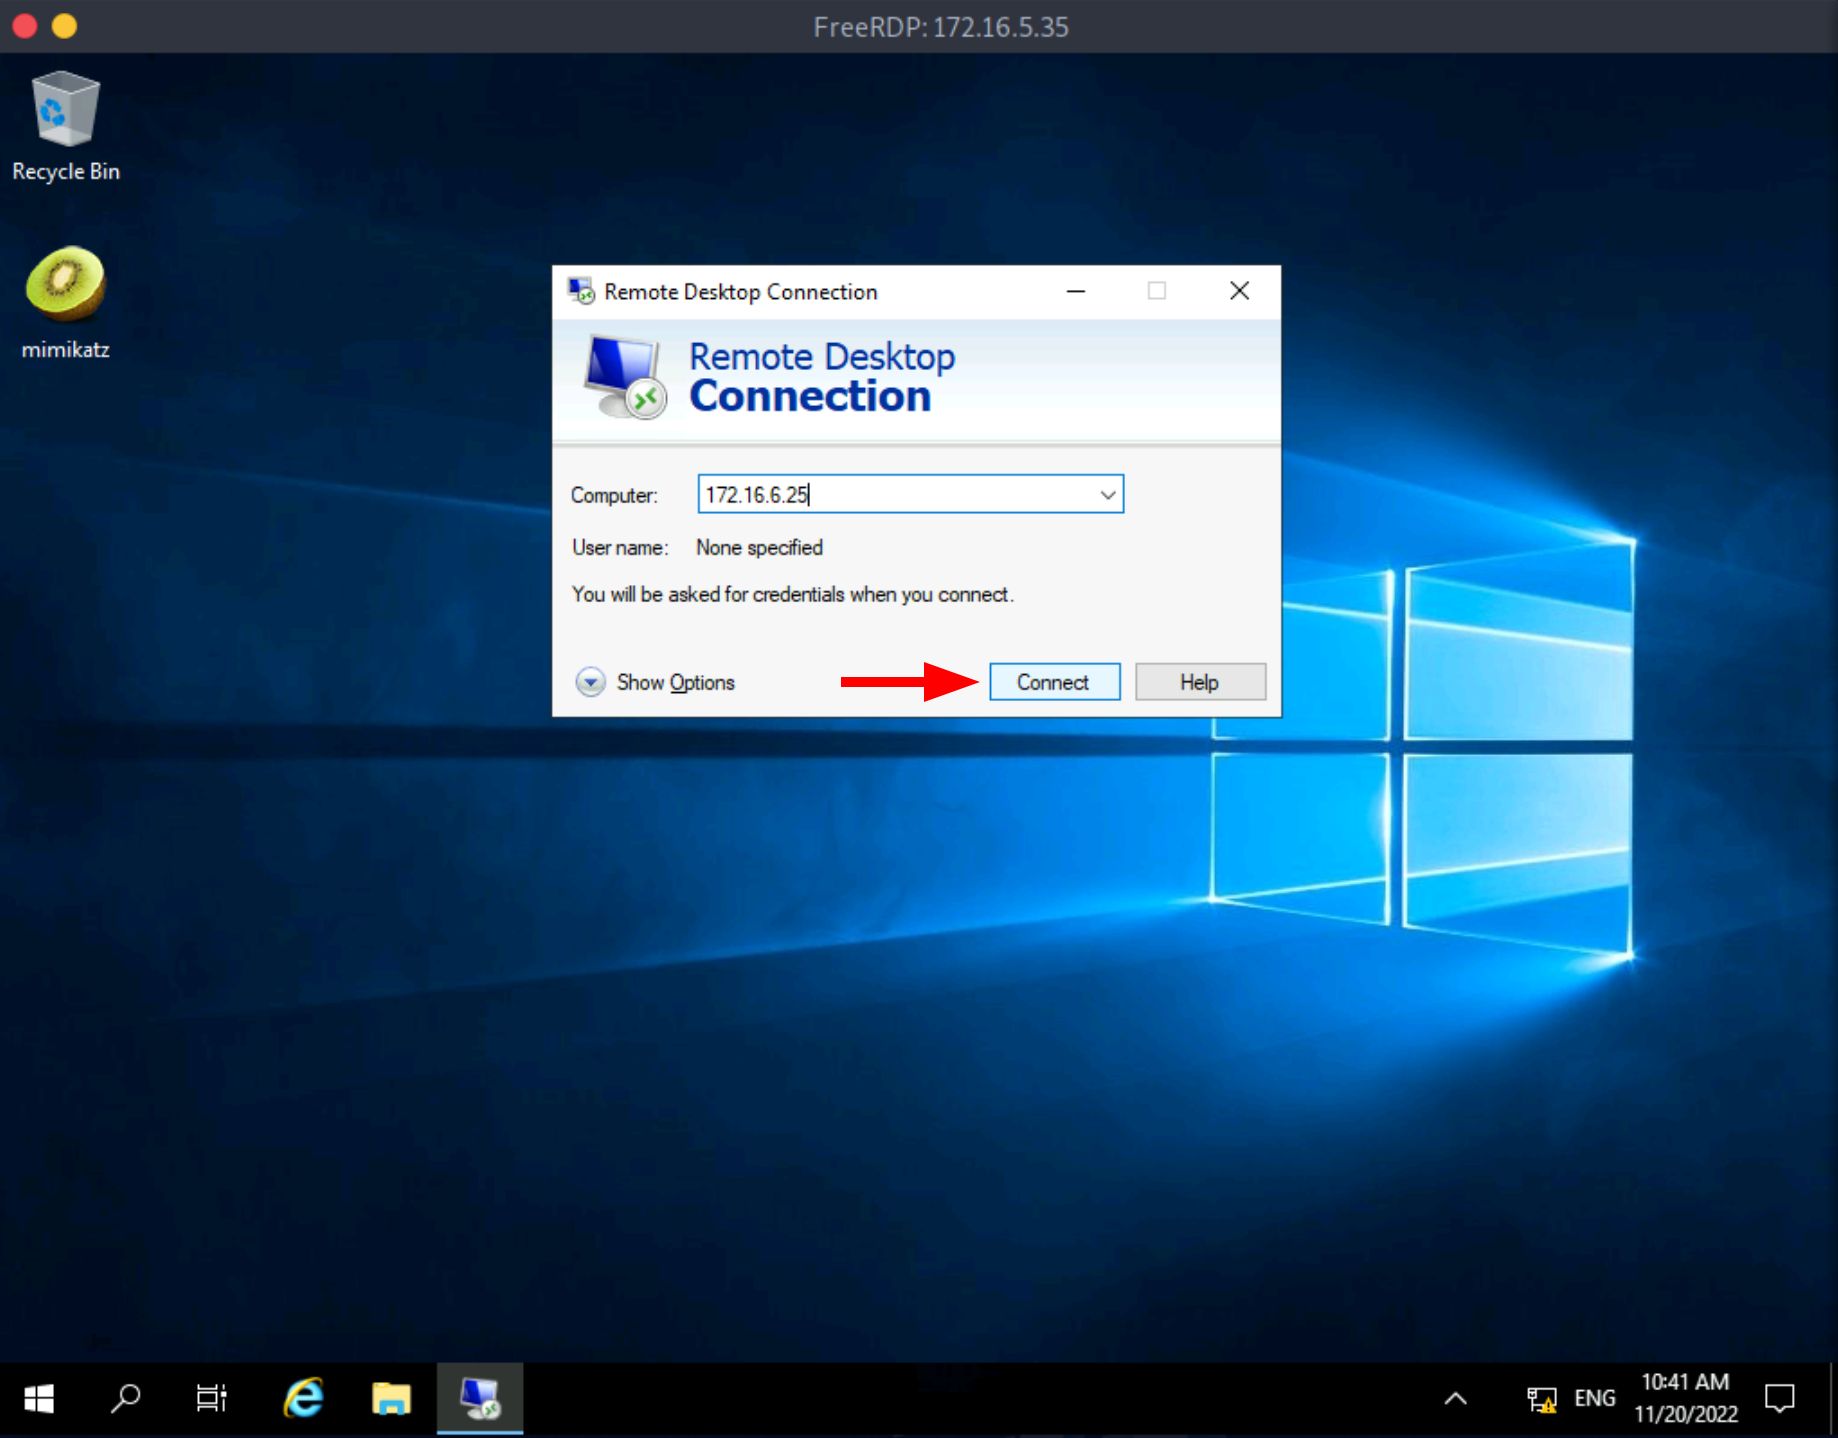 FreeRDP: 172.16.5.35
Recycle Bin
mimikatz
Remote Desktop Connection
Remote Desktop
Connection
Computer: 172.16.6.25
User name: None specified
You will be asked for credentials when you connect.
Show Options Connect Help
ENG
10:41 AM
11/20/2022